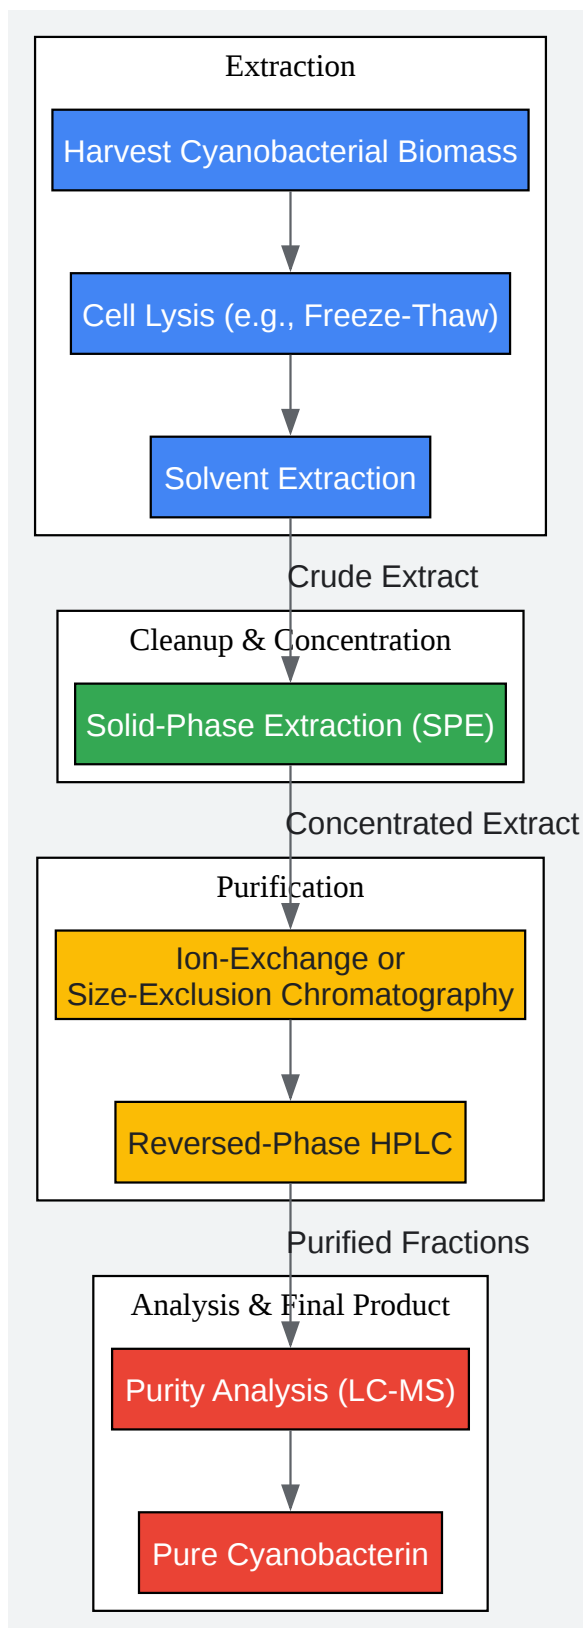 Extraction
Harvest Cyanobacterial Biomass
Cell Lysis (e.g., Freeze-Thaw)
Solvent Extraction
Crude Extract
Cleanup & Concentration
Solid-Phase Extraction (SPE)
Concentrated Extract
Purification
Ion-Exchange or
Size-Exclusion Chromatography
Reversed-Phase HPLC
Purified Fractions
Analysis & Final Product
Purity Analysis (LC-MS)
Pure Cyanobacterin